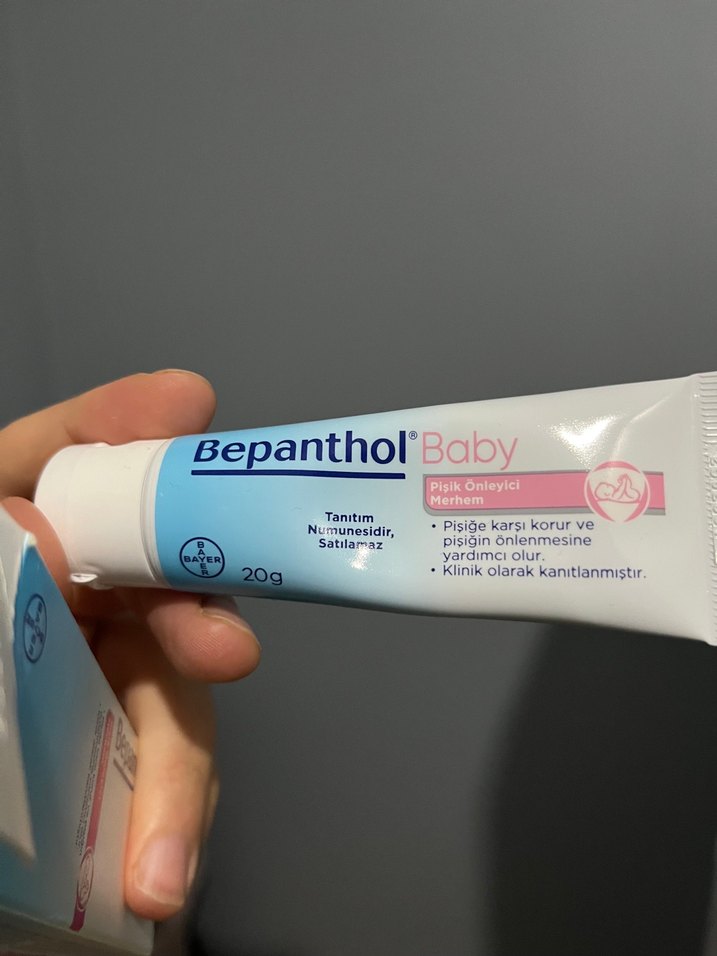 Bepanthol® Baby
Pişik Önleyici
Merhem
• Pişiğe karşı korur ve
pişiğin önlenmesine
yardımcı olur.
• Klinik olarak kanıtlanmıştır.
Tanıtım
Numunesidir,
Satılamaz
BAYER
BAYER
20g